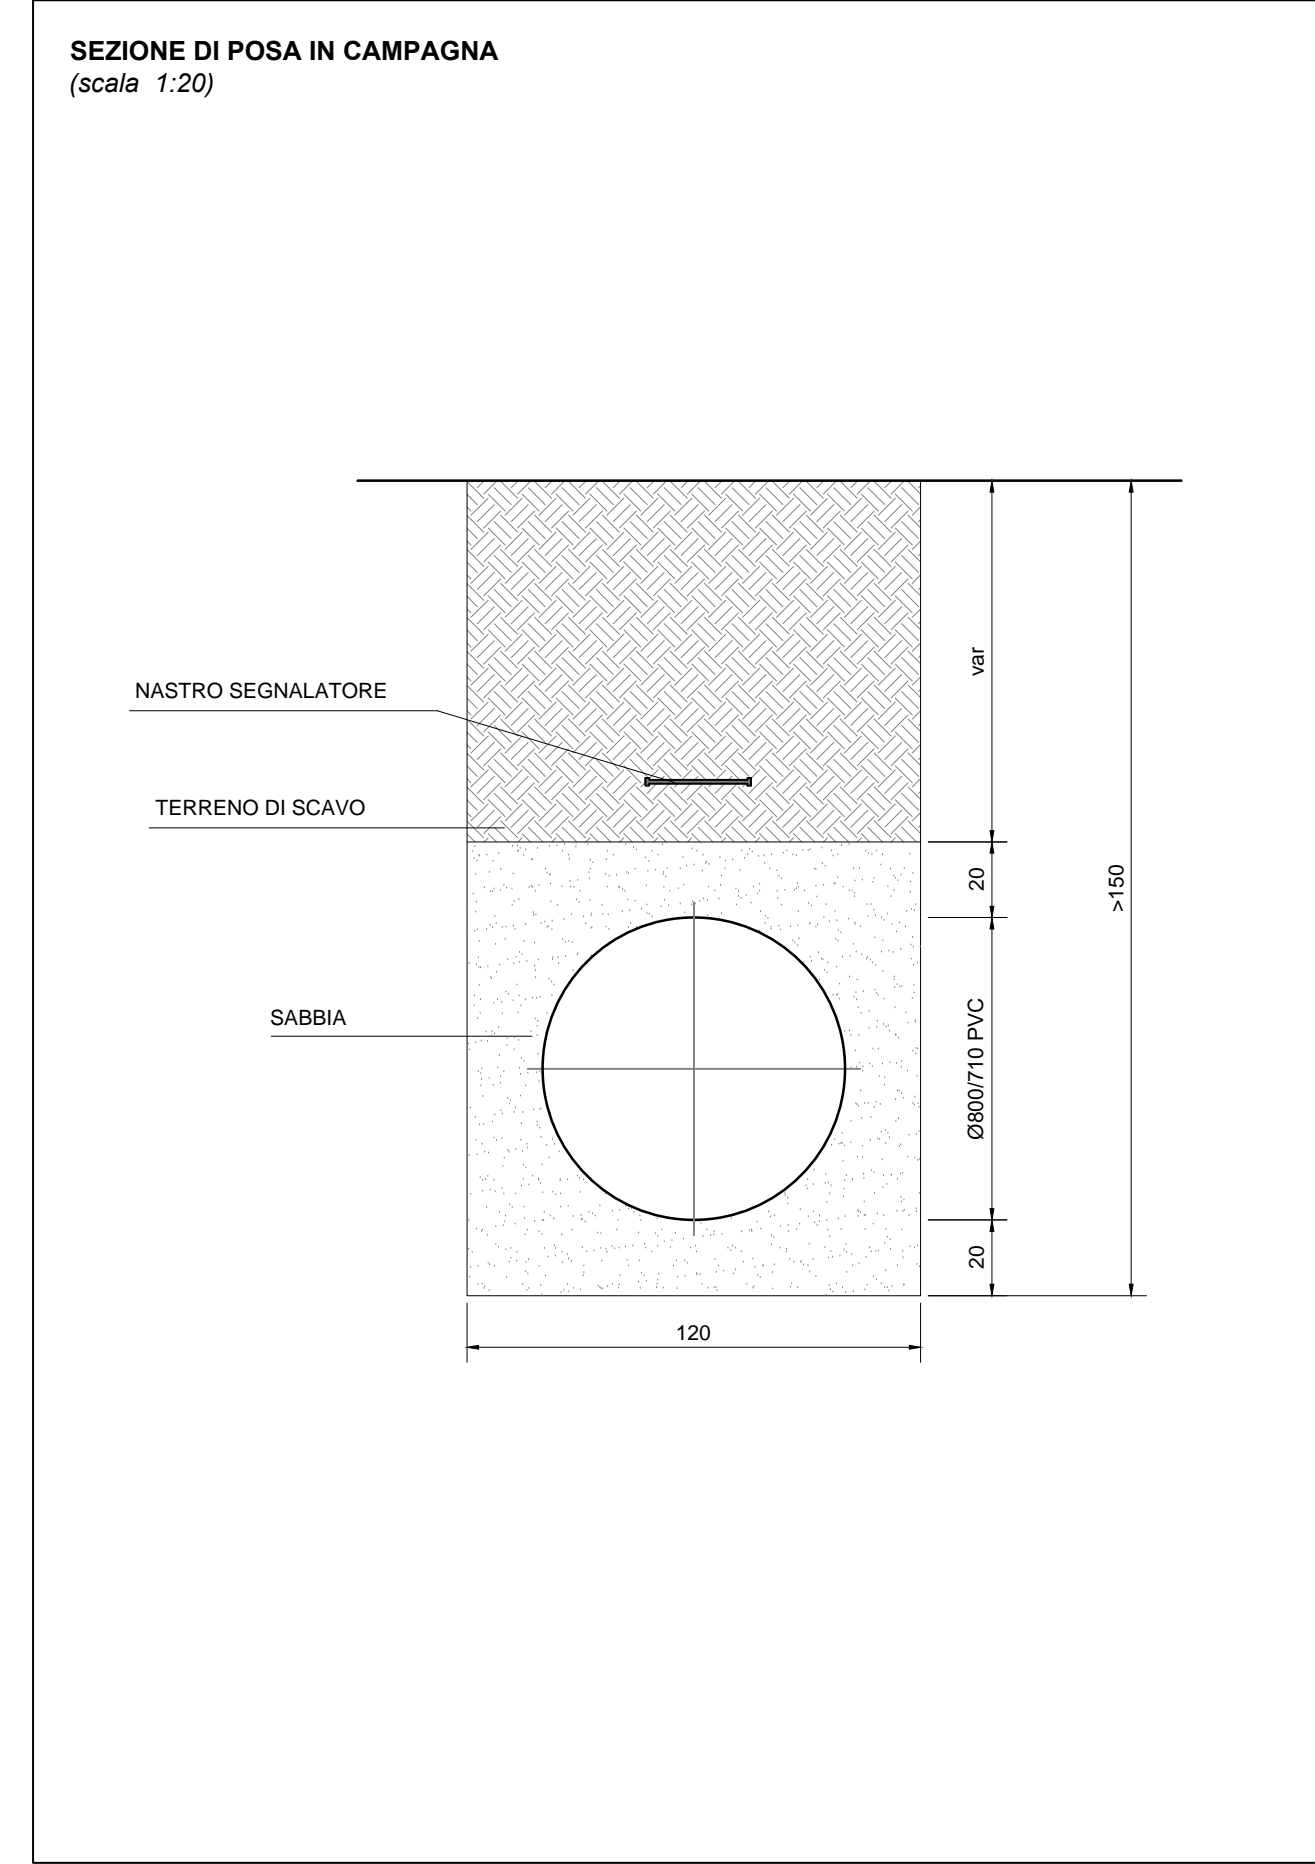 SEZIONE DI POSA IN CAMPAGNA
(scala 1:20)
var
NASTRO SEGNALATORE
TERRENO DI SCAVO
20
>150
SABBIA
Ø800/710 PVC
20
120